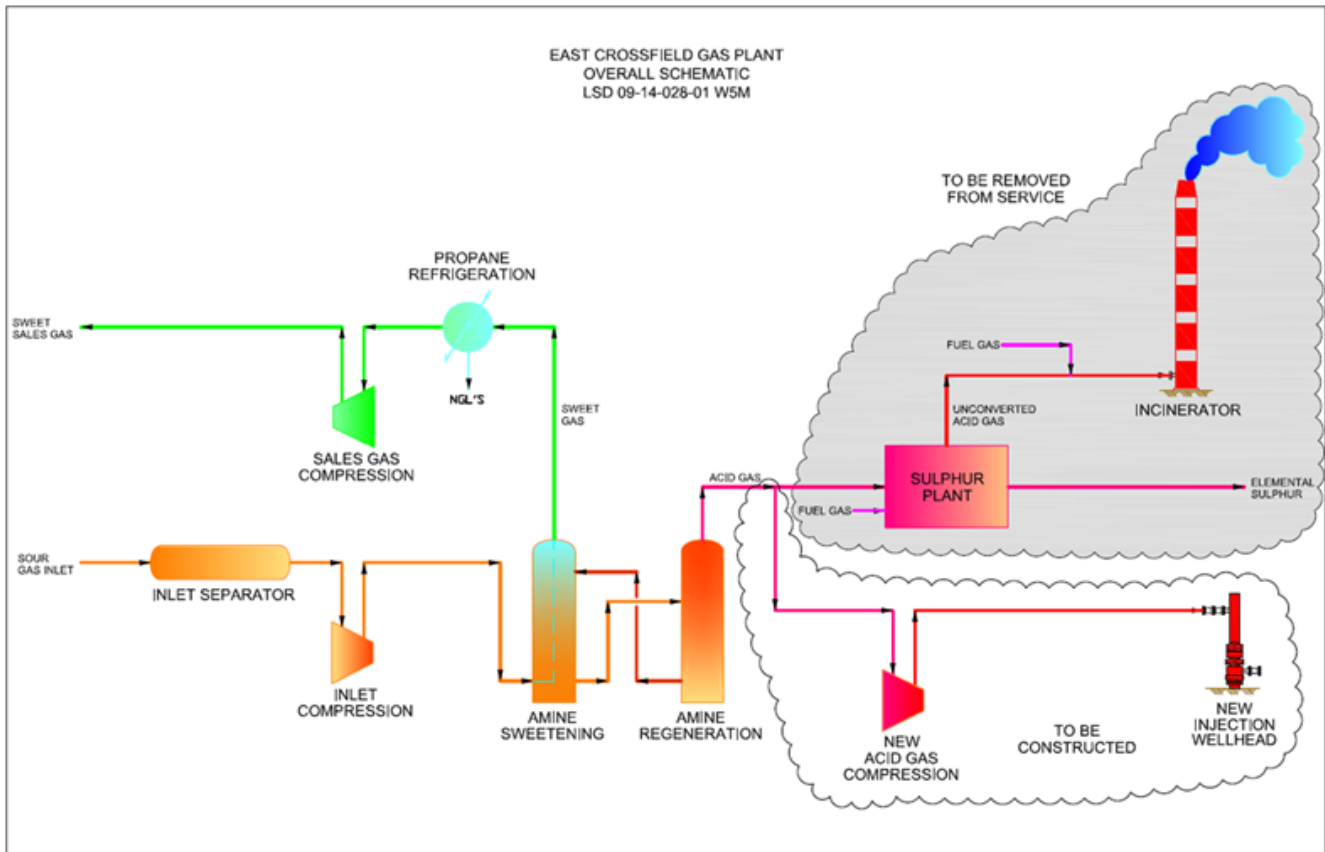 EAST CROSSFIELD GAS PLANT
OVERALL SCHEMATIC
LSD 09-14-028-01 W5M
TO BE REMOVED
FROM SERVICE
PROPANE
REFRIGERATION
SWEET
SALES GAS
NGL'S
SWEET
GAS
SALES GAS
COMPRESSION
FUEL GAS
UNCONVERTED
ACID GAS
INCINERATOR
ACID GAS
SULPHUR
PLANT
ELEMENTAL
SULPHUR
FUEL GAS
SOUR
GAS INLET
INLET SEPARATOR
INLET
COMPRESSION
AMINE
SWEETENING
AMINE
REGENERATION
NEW
ACID GAS
COMPRESSION
TO BE
CONSTRUCTED
NEW
INJECTION
WELLHEAD